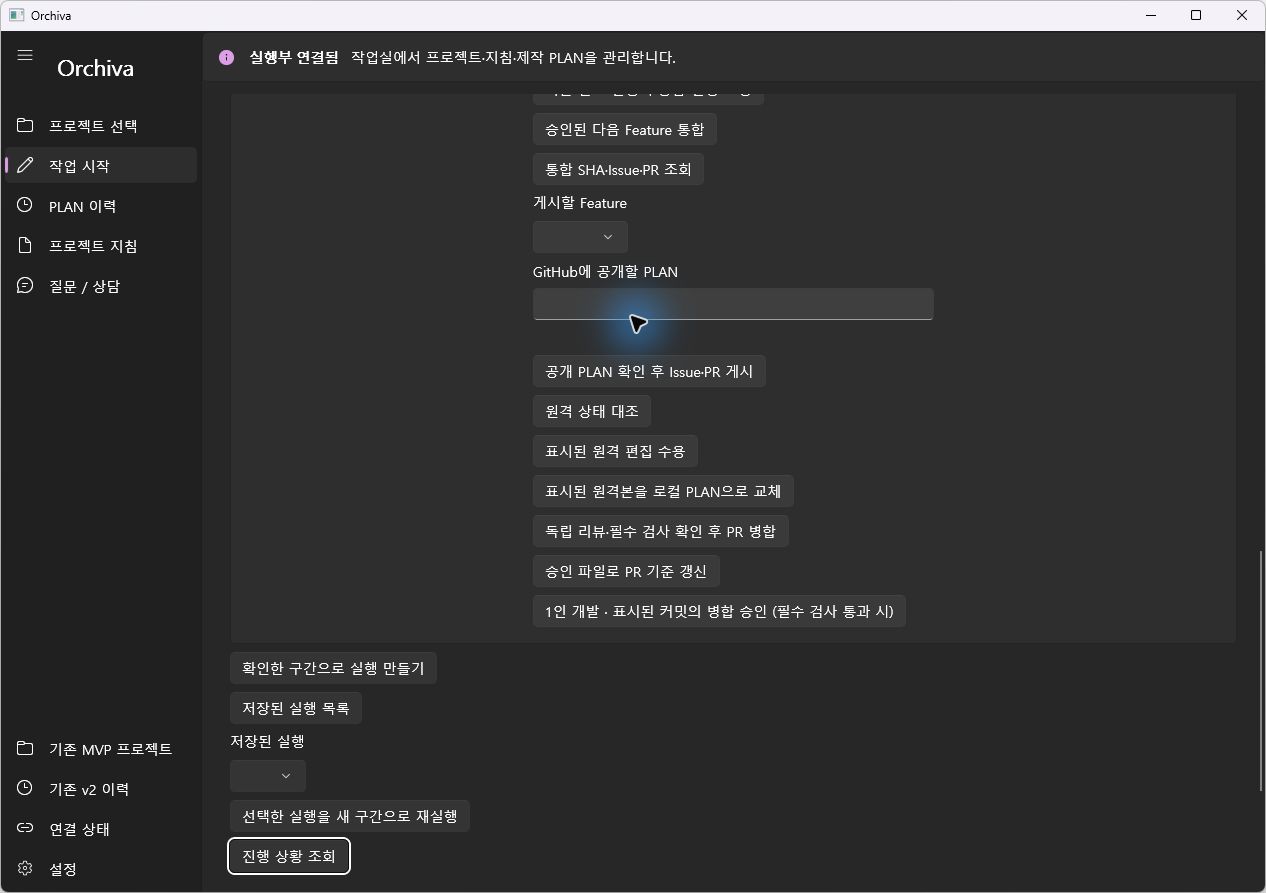 Orchiva
Orchiva
실행부 연결됨 작업실에서 프로젝트·지침·제작 PLAN을 관리합니다.
프로젝트 선택
작업 시작
PLAN 이력
프로젝트 지침
질문 / 상담
기존 MVP 프로젝트
기존 v2 이력
연결 상태
설정
승인된 다음 Feature 통합
통합 SHA·Issue·PR 조회
게시할 Feature
GitHub에 공개할 PLAN
공개 PLAN 확인 후 Issue·PR 게시
원격 상태 대조
표시된 원격 편집 수용
표시된 원격본을 로컬 PLAN으로 교체
독립 리뷰·필수 검사 확인 후 PR 병합
승인 파일로 PR 기준 갱신
1인 개발 · 표시된 커밋의 병합 승인 (필수 검사 통과 시)
확인한 구간으로 실행 만들기
저장된 실행 목록
저장된 실행
선택한 실행을 새 구간으로 재실행
진행 상황 조회